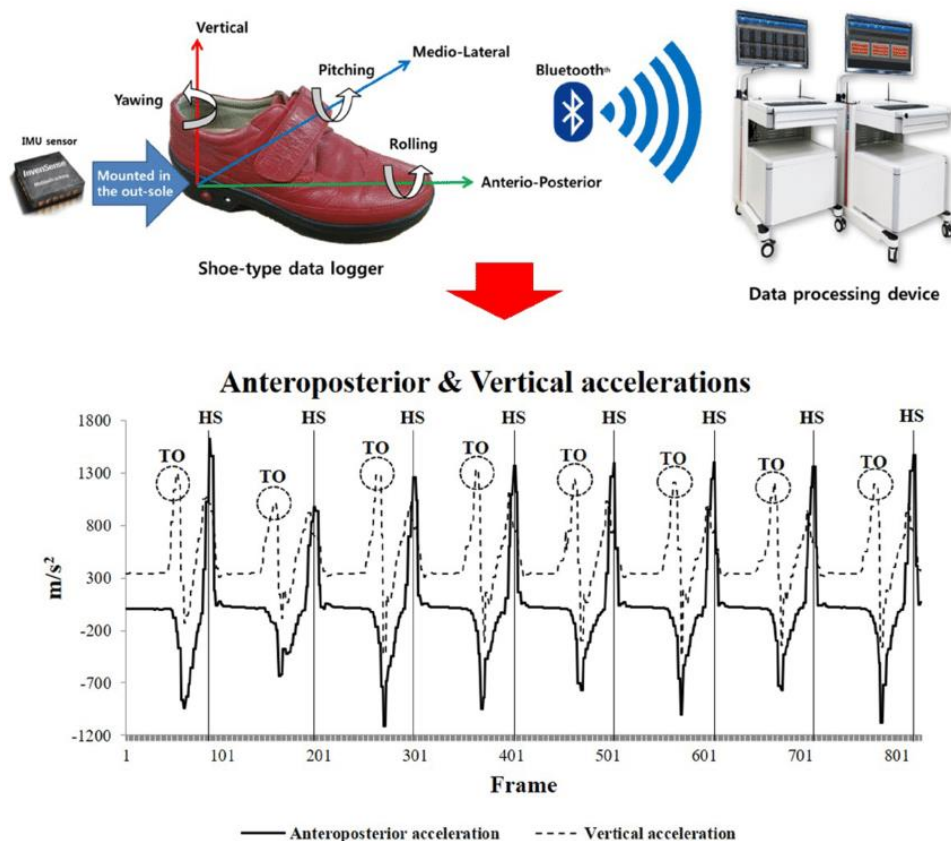 Vertical
Medio-Lateral
Pitching
Yawing
Rolling
IMU sensor
InvenSense
Mounted in
the out-sole
Anterio-Posterior
Shoe-type data logger
Bluetooth
Data processing device
Anteroposterior & Vertical accelerations
HS HS HS HS HS HS HS HS
TO TO TO TO TO TO TO TO
m/s²
1800
1300
800
300
-200
-700
-1200
1 101 201 301 401 501 601 701 801
Frame
Anteroposterior acceleration
Vertical acceleration